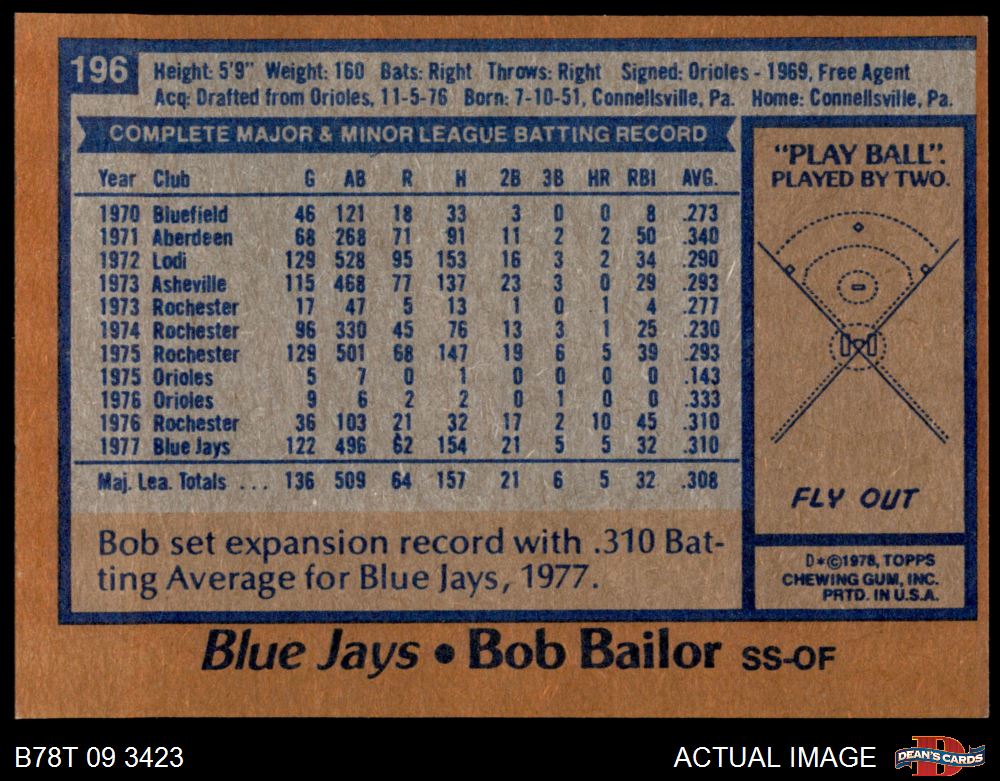 196
Height: 5'9" Weight: 160 Bats: Right Throws: Right Signed: Orioles - 1969, Free Agent
Acq: Drafted from Orioles, 11-5-76 Born: 7-10-51, Connellsville, Pa. Home: Connellsville, Pa.
COMPLETE MAJOR & MINOR LEAGUE BATTING RECORD
Year Club G AB R H 2B 3B HR RBI AVG.
1970 Bluefield 46 121 18 33 3 0 0 8 .273
1971 Aberdeen 68 268 71 91 11 2 2 50 .340
1972 Lodi 129 528 95 153 16 3 2 34 .290
1973 Asheville 115 468 77 137 23 3 0 29 .293
1973 Rochester 17 47 5 13 1 0 1 4 .277
1974 Rochester 96 330 45 76 13 3 1 25 .230
1975 Rochester 129 501 68 147 19 6 5 39 .293
1975 Orioles 5 7 0 1 0 0 0 0 .143
1976 Orioles 9 6 2 2 0 1 0 0 .333
1976 Rochester 36 103 21 32 17 2 10 45 .310
1977 Blue Jays 122 496 62 154 21 5 5 32 .310
Maj. Lea. Totals ... 136 509 64 157 21 6 5 32 .308
Bob set expansion record with .310 Bat-
ting Average for Blue Jays, 1977.
"PLAY BALL".
PLAYED BY TWO.
FLY OUT
D*©1978, TOPPS
CHEWING GUM, INC.
PRTD. IN U.S.A.
Blue Jays • Bob Bailor SS-OF
B78T 09 3423
ACTUAL IMAGE
DEAN'S CARDS